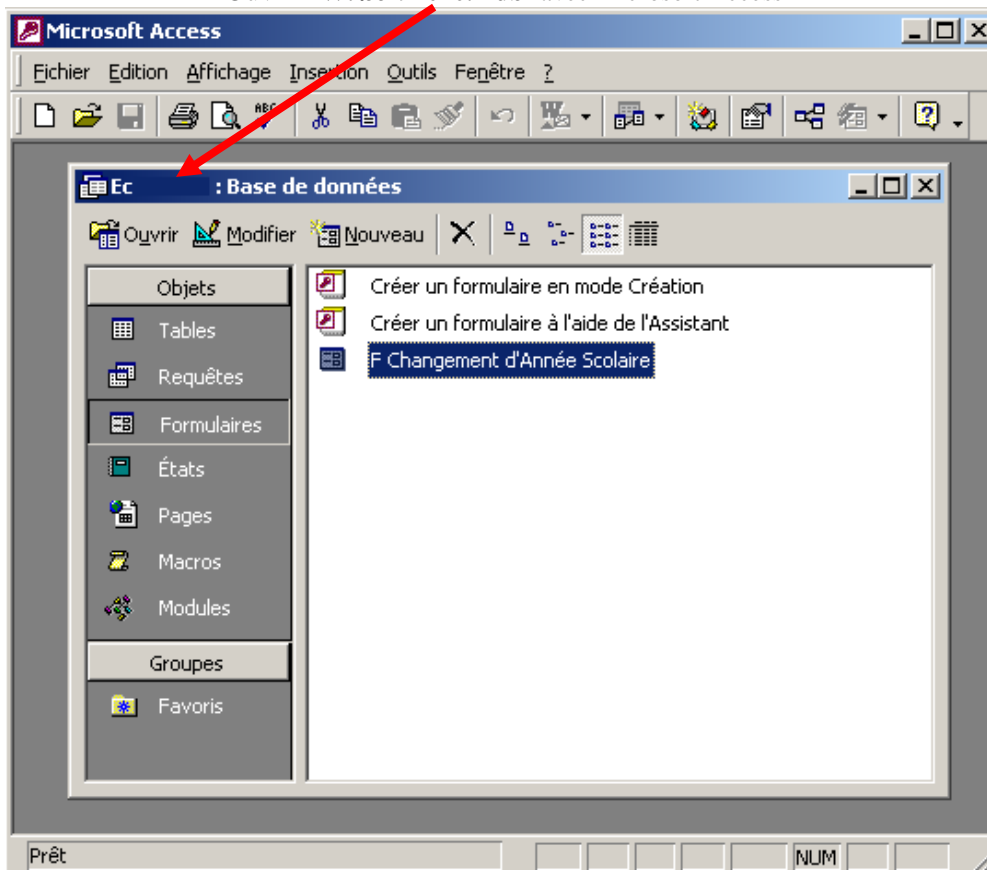 Microsoft Access
Fichier Edition Affichage Insertion Outils Fenêtre ?
Ec : Base de données
Ouvrir Modifier Nouveau
Objets
Tables
Requêtes
Formulaires
États
Pages
Macros
Modules
Groupes
Favoris
Créer un formulaire en mode Création
Créer un formulaire à l'aide de l'Assistant
F Changement d'Année Scolaire
Prêt
NUM